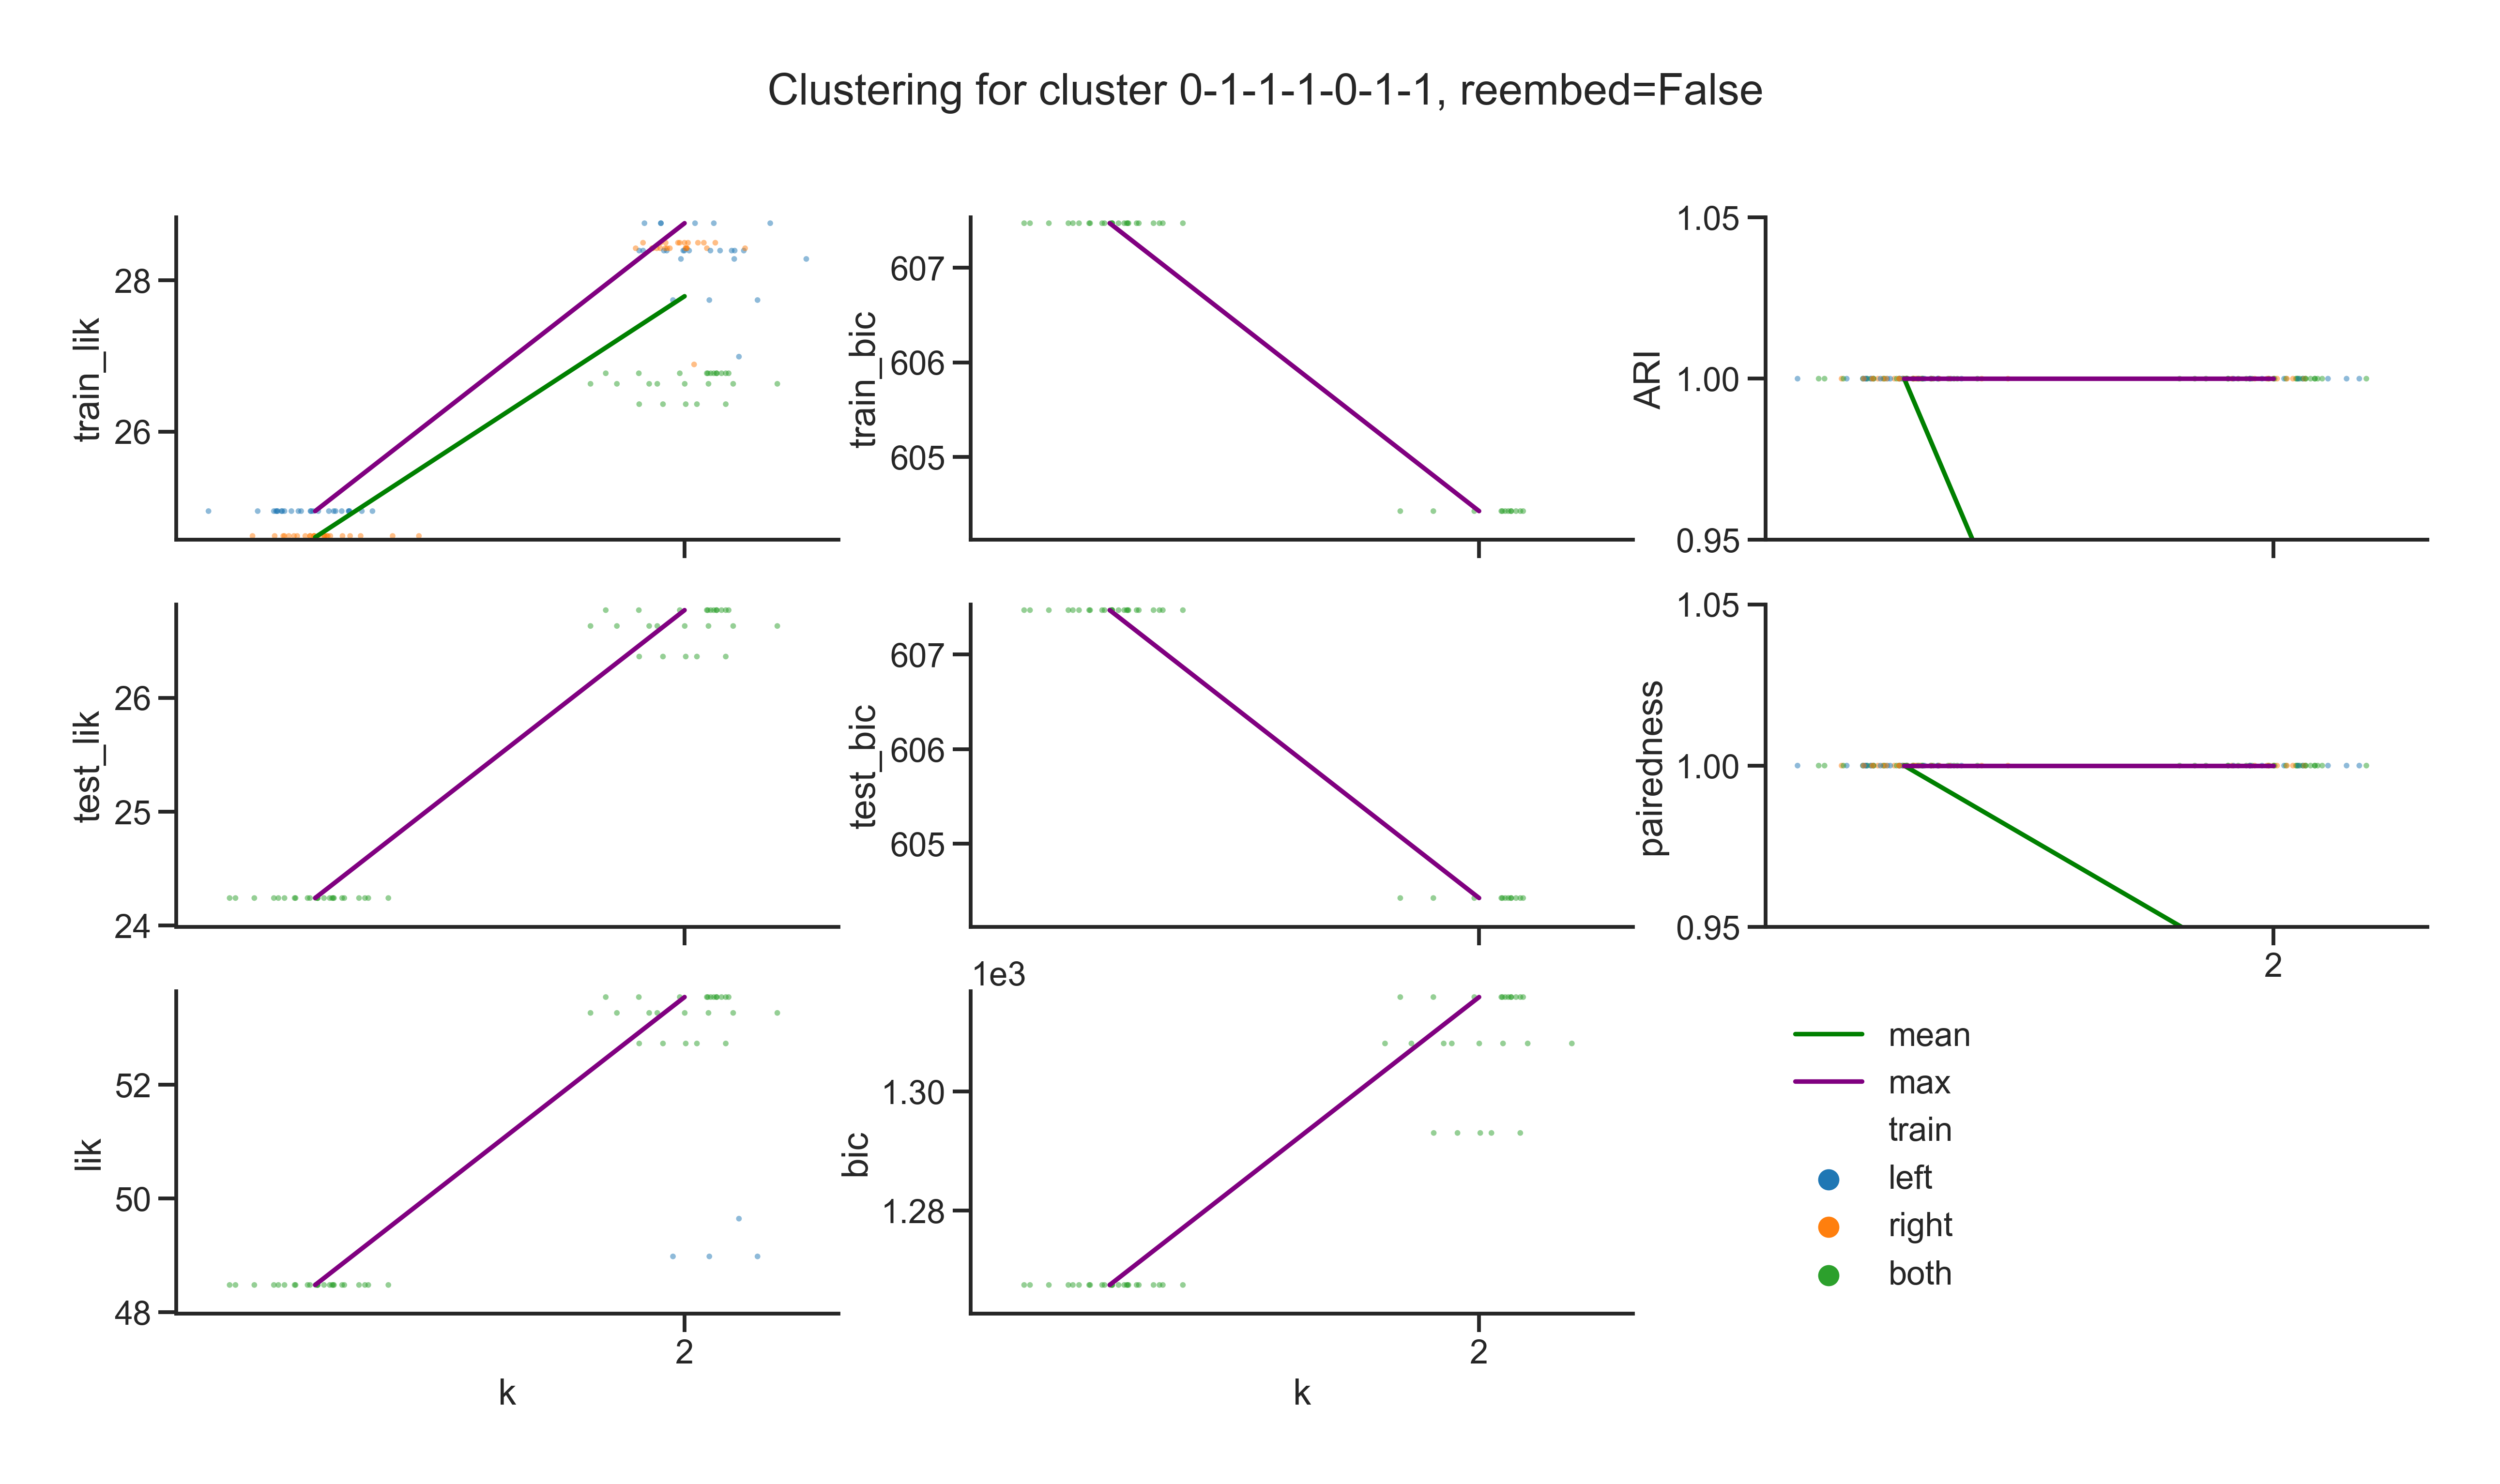 Clustering for cluster 0-1-1-1-0-1-1, reembed=False
train_lik
28
26
train_bic
607
606
605
ARI
1.05
1.00
0.95
test_lik
26
25
24
test_bic
607
606
605
pairedness
1.05
1.00
0.95
2
lik
52
50
48
2
k
1e3
bic
1.30
1.28
2
k
mean
max
train
left
right
both